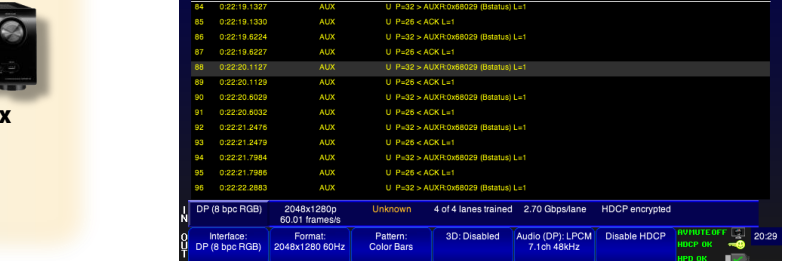 84 0:22:19.1327 AUX U P=32 > AUXR:0x68029 (Bstatus) L=1
85 0:22:19.1330 AUX U P=26 < ACK L=1
86 0:22:19.6224 AUX U P=32 > AUXR:0x68029 (Bstatus) L=1
87 0:22:19.6227 AUX U P=26 < ACK L=1
88 0:22:20.1127 AUX U P=32 > AUXR:0x68029 (Bstatus) L=1
89 0:22:20.1129 AUX U P=26 < ACK L=1
90 0:22:20.6029 AUX U P=32 > AUXR:0x68029 (Bstatus) L=1
x
91 0:22:20.6032 AUX U P=26 < ACK L=1
92 0:22:21.2476 AUX U P=32 > AUXR:0x68029 (Bstatus) L=1
93 0:22:21.2479 AUX U P=26 < ACK L=1
94 0:22:21.7984 AUX U P=32 > AUXR:0x68029 (Bstatus) L=1
95 0:22:21.7986 AUX U P=26 < ACK L=1
96 0:22:22.2883 AUX U P=32 > AUXR:0x68029 (Bstatus) L=1
IN DP (8 bpc RGB) 2048x1280p Unknown 4 of 4 lanes trained 2.70 Gbps/lane HDCP encrypted
60.01 frames/s
OUT Interface: Format: Pattern: 3D: Disabled Audio (DP): LPCM Disable HDCP AVMUTEOFF 20:29
DP (8 bpc RGB) 2048x1280 60Hz Color Bars 7.1ch 48kHz HDCP OK
HPD OK